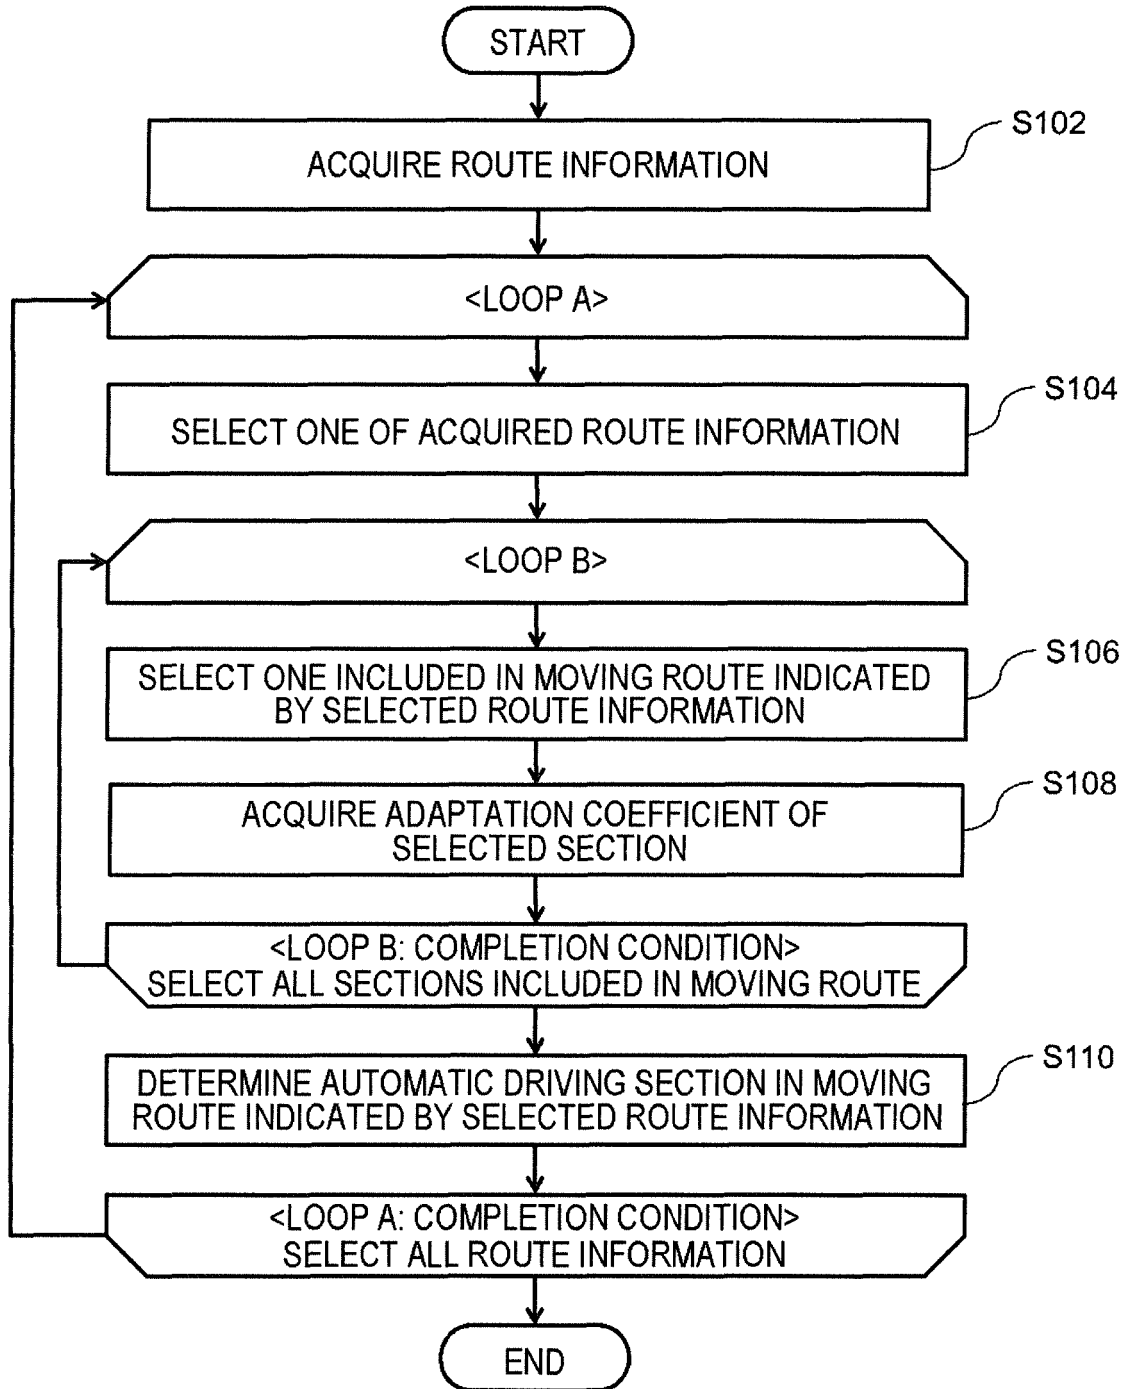 START
S102
ACQUIRE ROUTE INFORMATION
<LOOP A>
S104
SELECT ONE OF ACQUIRED ROUTE INFORMATION
<LOOP B>
S106
SELECT ONE INCLUDED IN MOVING ROUTE INDICATED
BY SELECTED ROUTE INFORMATION
S108
ACQUIRE ADAPTATION COEFFICIENT OF
SELECTED SECTION
<LOOP B: COMPLETION CONDITION>
SELECT ALL SECTIONS INCLUDED IN MOVING ROUTE
S110
DETERMINE AUTOMATIC DRIVING SECTION IN MOVING
ROUTE INDICATED BY SELECTED ROUTE INFORMATION
<LOOP A: COMPLETION CONDITION>
SELECT ALL ROUTE INFORMATION
END